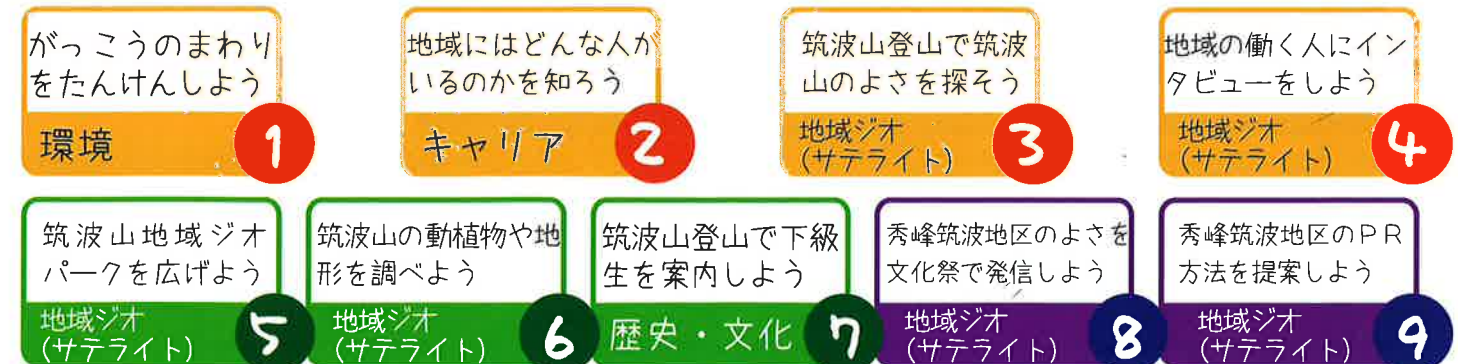 がっこうのまわり
をたんけんしよう
環境
1
地域にはどんな人が
いるのかを知ろう
キャリア
2
筑波山登山で筑波
山のよさを探そう
地域ジオ
(サテライト)
3
地域の働く人にイン
タビューをしよう
地域ジオ
(サテライト)
4
筑波山地域ジオ
パークを広げよう
地域ジオ
(サテライト)
5
筑波山の動植物や地
形を調べよう
地域ジオ
(サテライト)
6
筑波山登山で下級
生を案内しよう
歴史・文化
7
秀峰筑波地区のよさを
文化祭で発信しよう
地域ジオ
(サテライト)
8
秀峰筑波地区のPR
方法を提案しよう
地域ジオ
(サテライト)
9